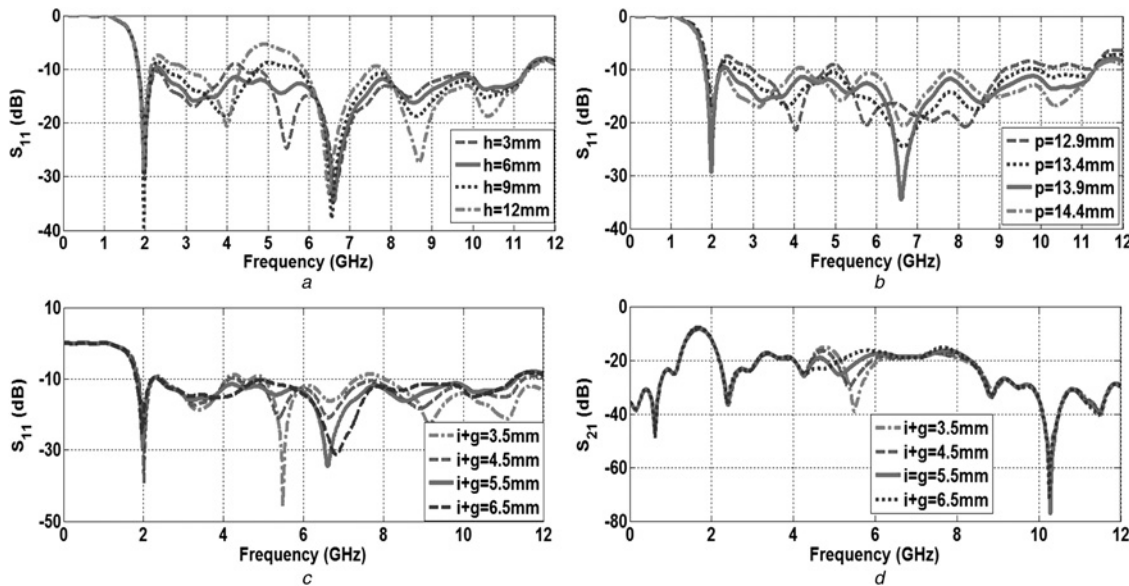 0
-10
-20
-30
-40
S11 (dB)
h=3mm
h=6mm
h=9mm
h=12mm
0 1 2 3 4 5 6 7 8 9 10 11 12
Frequency (GHz)
a
0
-10
-20
-30
-40
S11 (dB)
p=12.9mm
p=13.4mm
p=13.9mm
p=14.4mm
0 1 2 3 4 5 6 7 8 9 10 11 12
Frequency (GHz)
b
10
-10
-30
-50
S11 (dB)
i+g=3.5mm
i+g=4.5mm
i+g=5.5mm
i+g=6.5mm
0 2 4 6 8 10 12
Frequency (GHz)
c
0
-20
-40
-60
-80
S21 (dB)
i+g=3.5mm
i+g=4.5mm
i=g=5.5mm
i+g=6.5mm
0 2 4 6 8 10 12
Frequency (GHz)
d